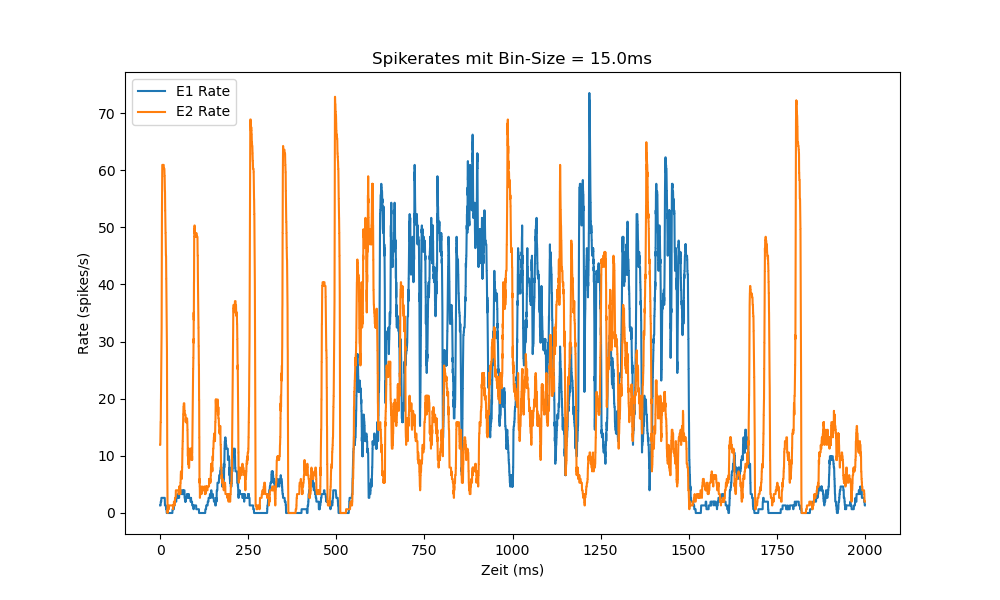 Spikerates mit Bin-Size = 15.0ms
E1 Rate
E2 Rate
70
60
50
40
30
20
10
0
Rate (spikes/s)
0 250 500 750 1000 1250 1500 1750 2000
Zeit (ms)